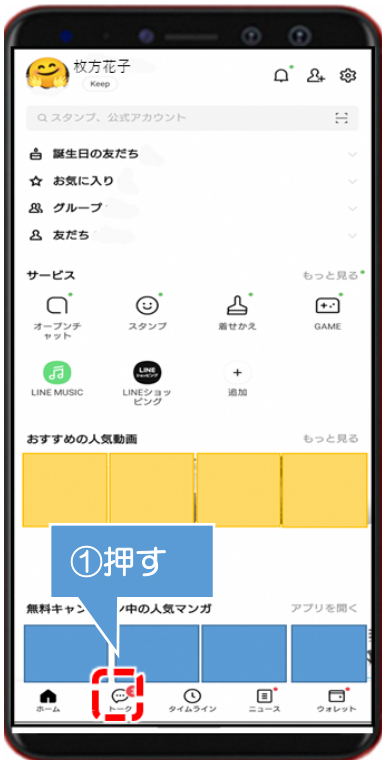 枚方花子
Keep
スタンプ、公式アカウント
誕生日の友だち
お気に入り
グループ
友だち
サービス
もっと見る
オープンチャット
スタンプ
着せかえ
GAME
LINE MUSIC
LINE
LINEショッピング
追加
おすすめの人気動画
もっと見る
①押す
無料キャン
ン中の人気マンガ
アプリを開く
ホーム
トーク
タイムライン
ニュース
ウォレット